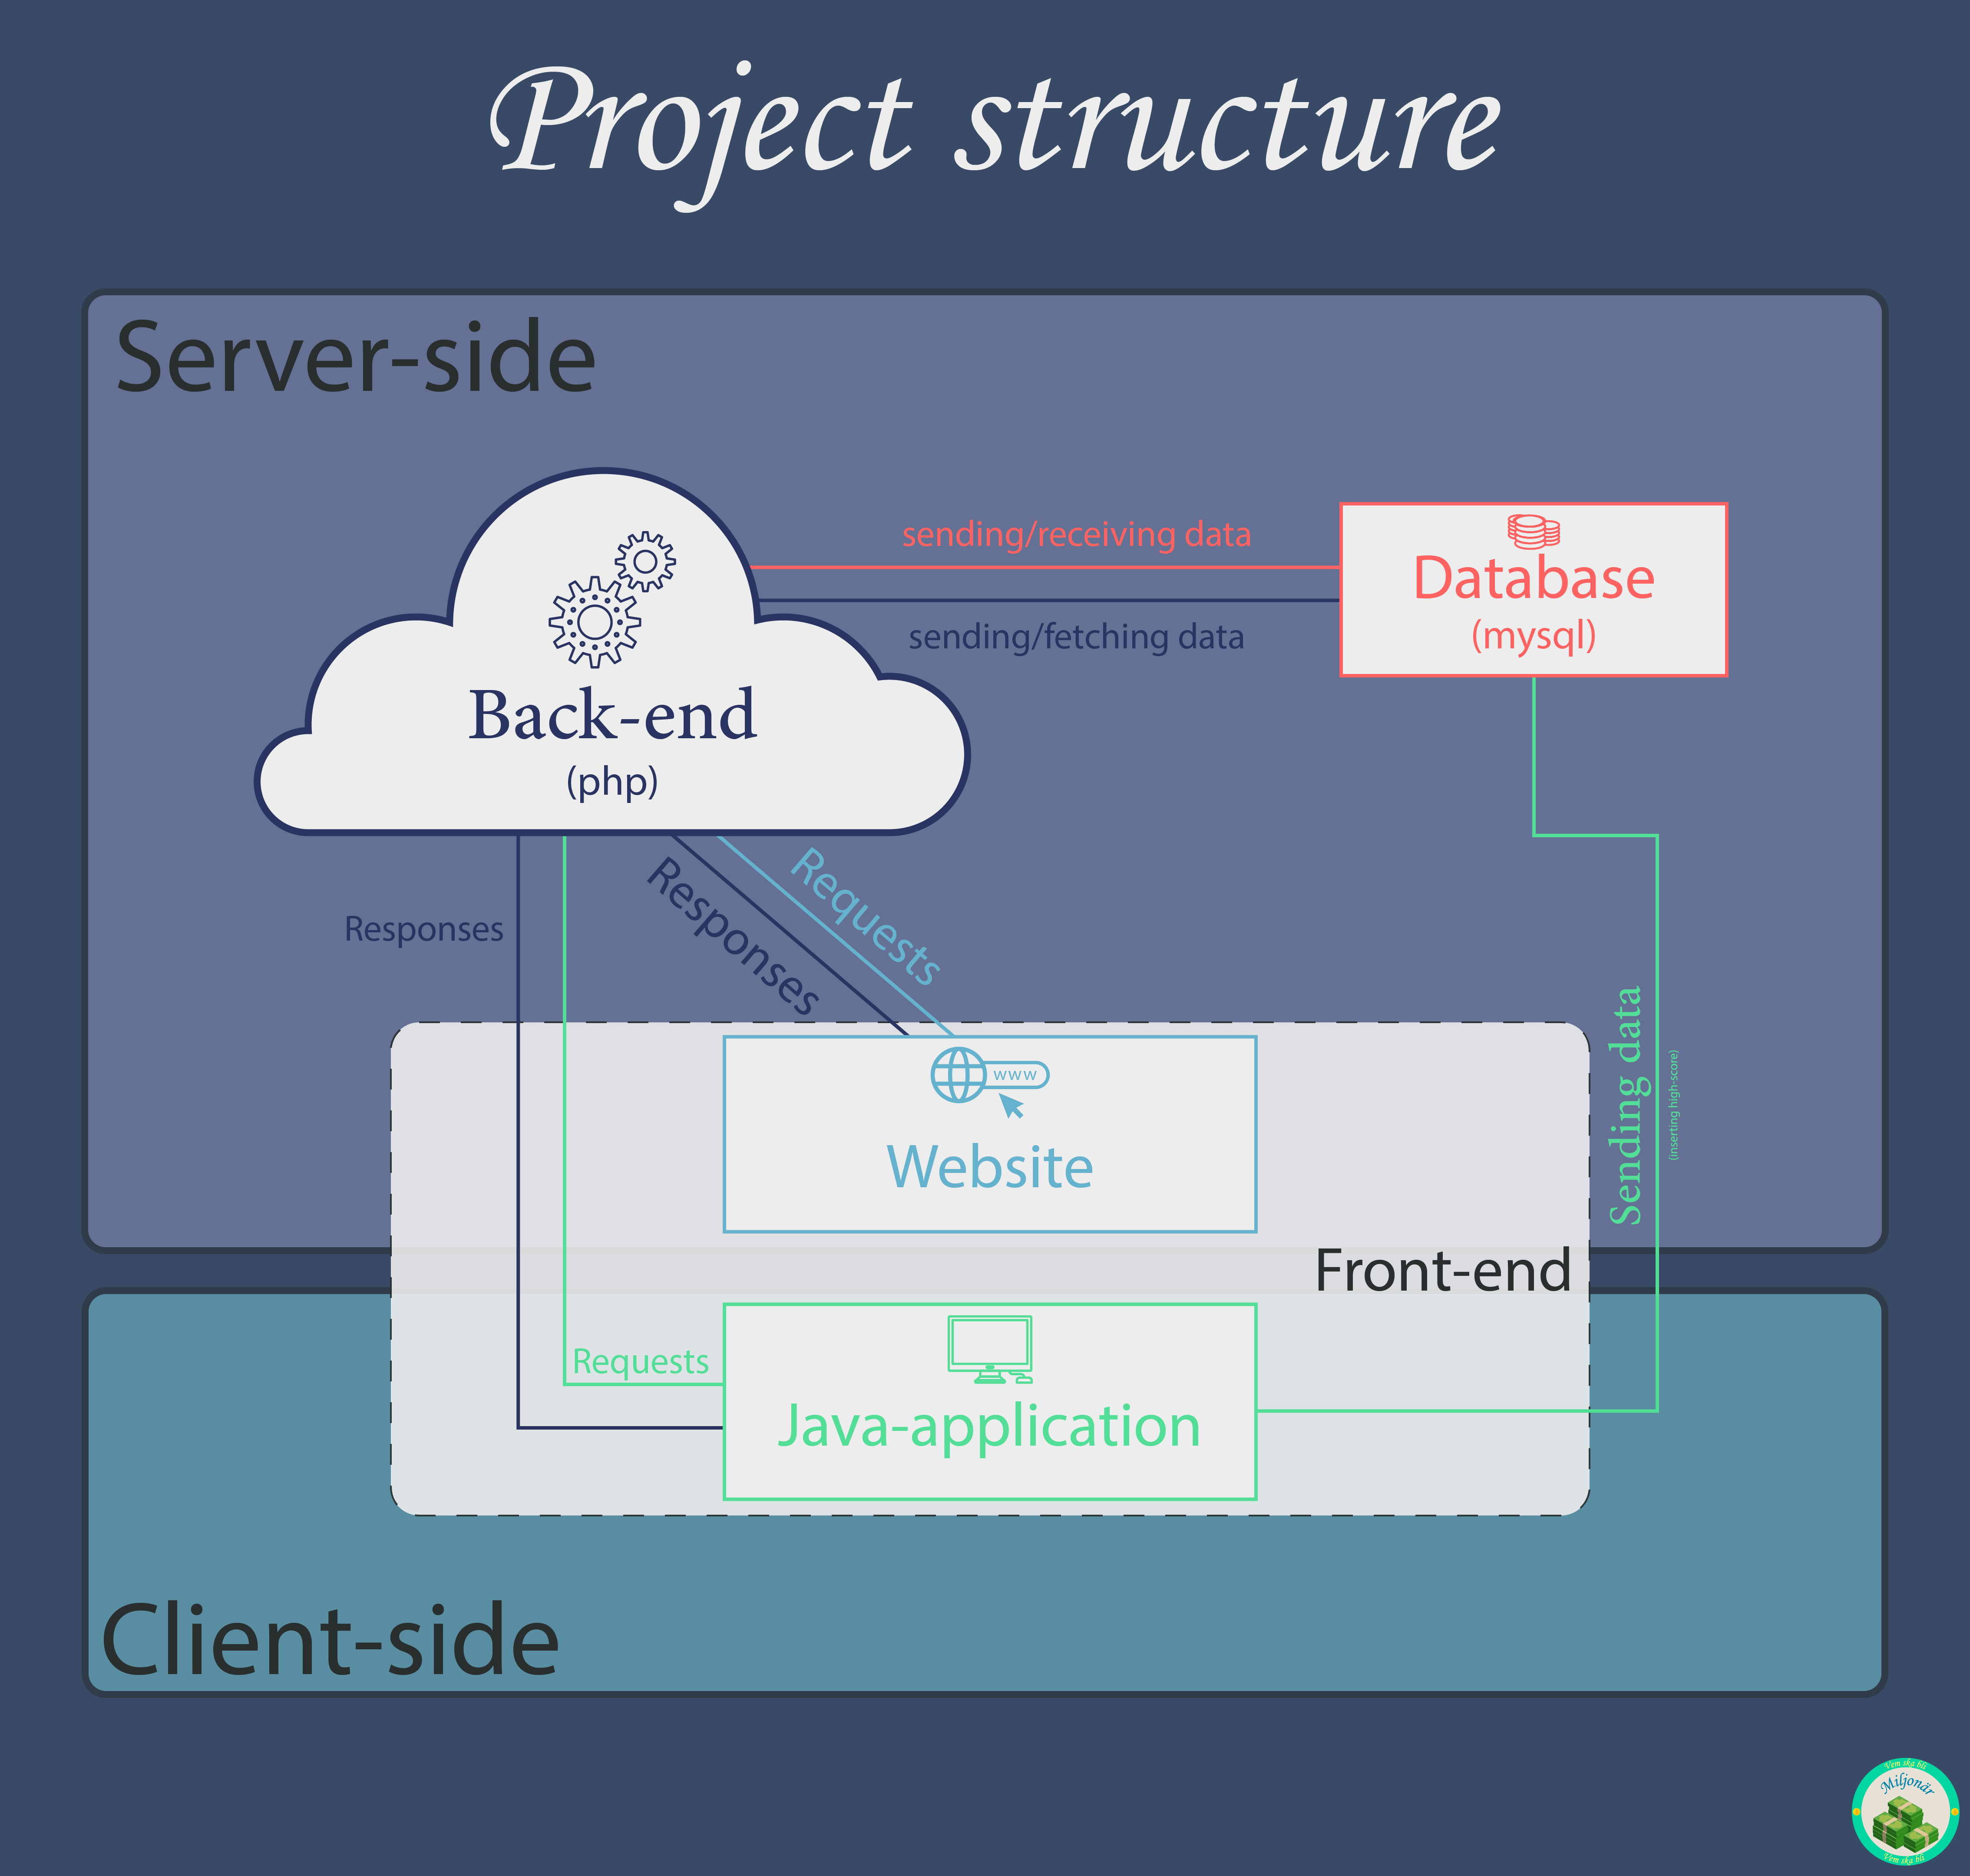 Project structure
Server-side
sending/receiving data
Database
(mysql)
sending/fetching data
Back-end
(php)
Responses
Responses
Requests
Sending data
(inserting high-score)
www
Website
Front-end
Requests
Java-application
Client-side
Vem ska bli
Miljonär
Vem ska bli